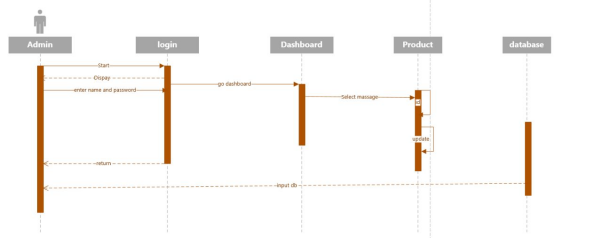 Admin
login
Dashboard
Product
database
Start
Dispay
enter name and password
go dashboard
Select massage
update
return
input db